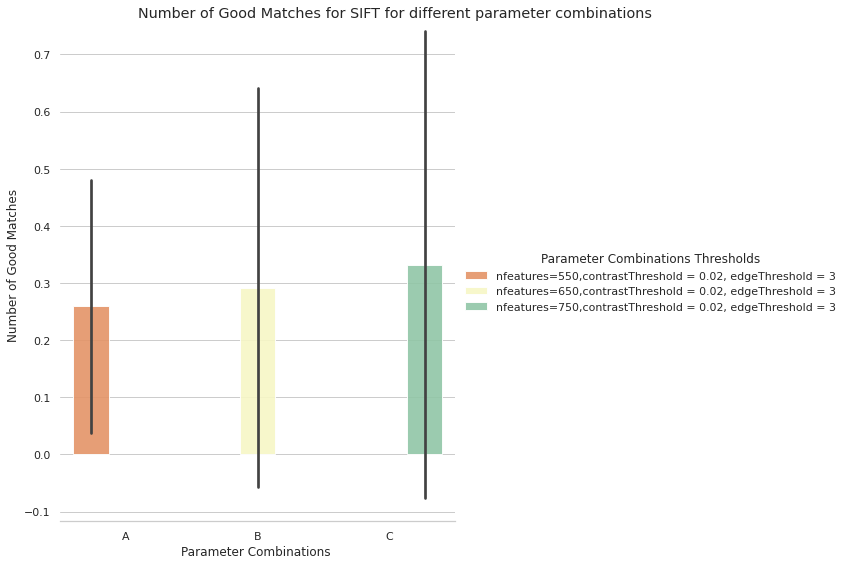 Number of Good Matches for SIFT for different parameter combinations
0.7
0.6
0.5
0.4
0.3
0.2
0.1
0.0
−0.1
Number of Good Matches
A B C
Parameter Combinations
Parameter Combinations Thresholds
nfeatures=550,contrastThreshold = 0.02, edgeThreshold = 3
nfeatures=650,contrastThreshold = 0.02, edgeThreshold = 3
nfeatures=750,contrastThreshold = 0.02, edgeThreshold = 3